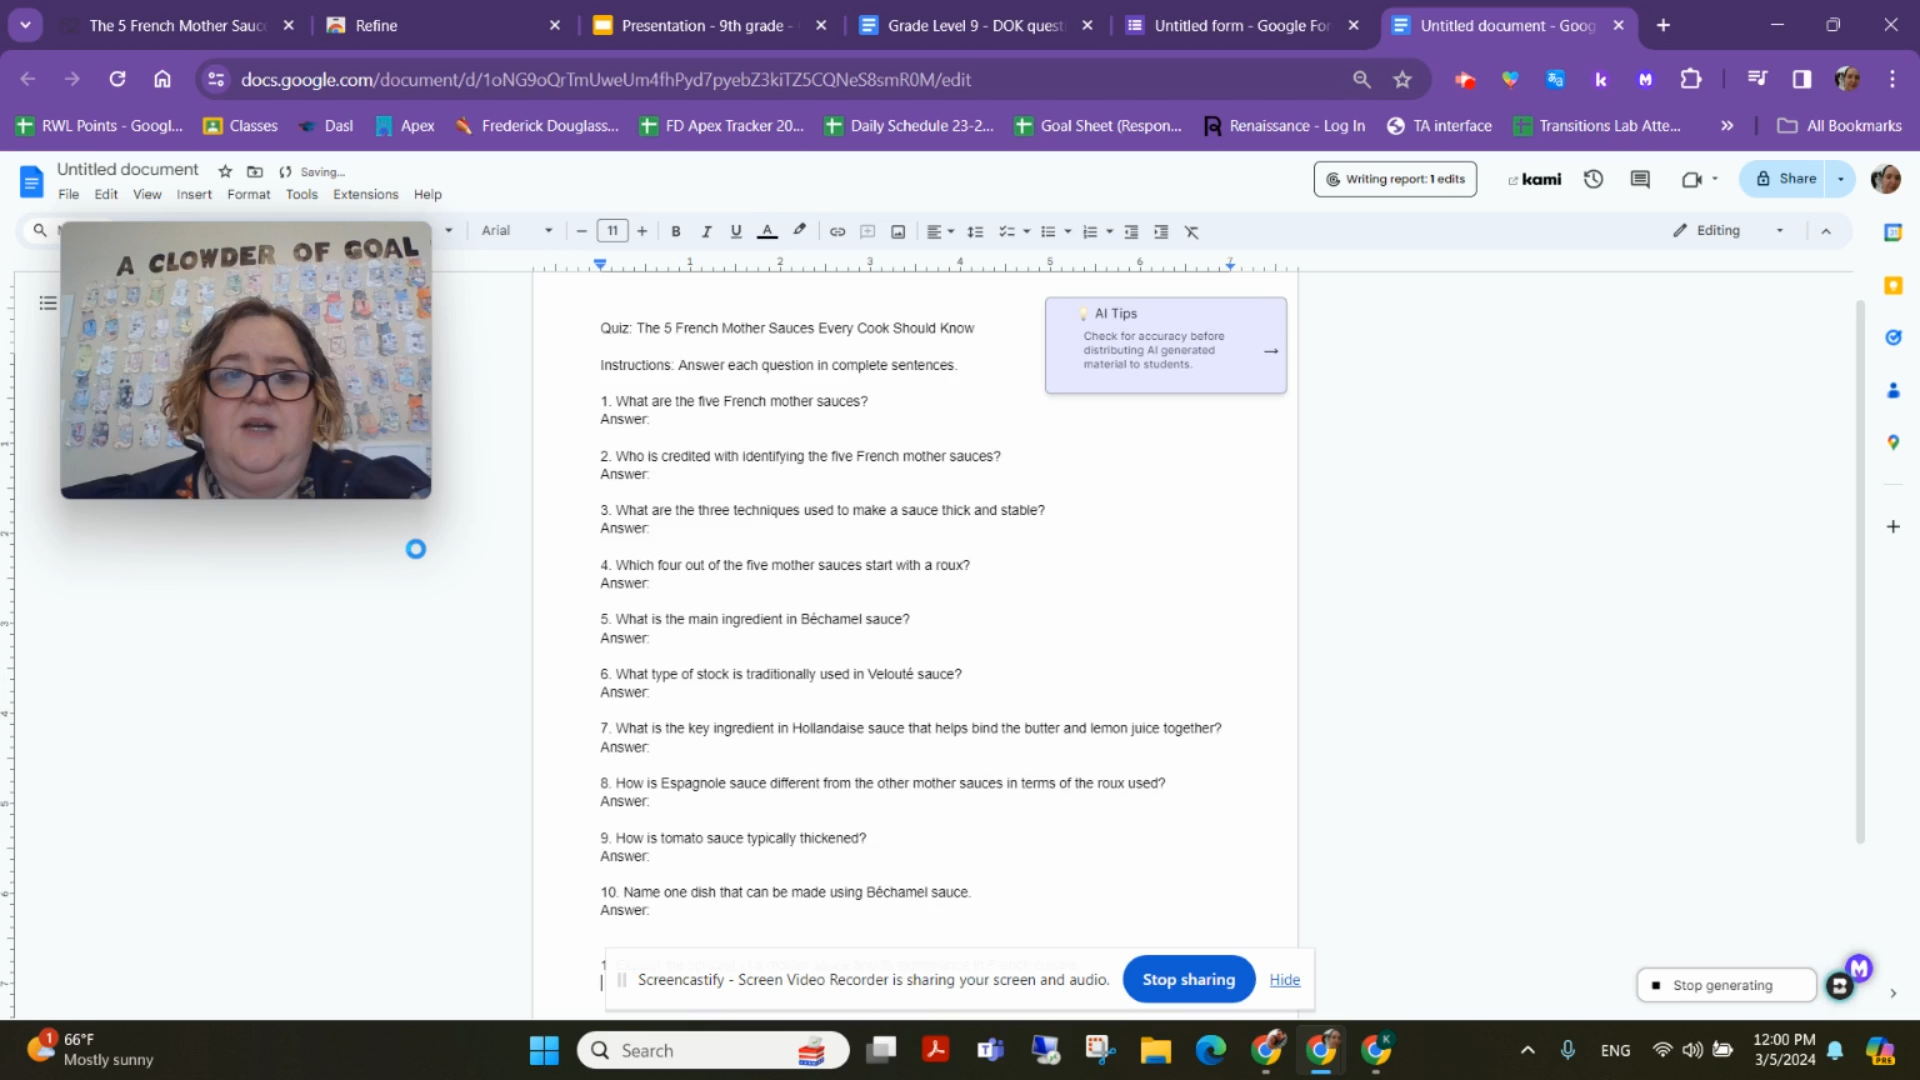 The 5 French Mother Sauc
Refine
Presentation - 9th grade -
Grade Level 9 - DOK quest
Untitled form - Google For
Untitled document - Goog
docs.google.com/document/d/1oNG9oQrTmUweUm4fhPyd7pyebZ3kiTZ5CQNeS8smR0M/edit
RWL Points - Googl...
Classes
Dasl
Apex
Frederick Douglass...
FD Apex Tracker 20...
Daily Schedule 23-2...
Goal Sheet (Respon...
Renaissance - Log In
TA interface
Transitions Lab Atte...
All Bookmarks
Untitled document
Saving...
File Edit View Insert Format Tools Extensions Help
Writing report: 1 edits
kami
Share
Arial
11
Editing
1 2 3 4 5 6 7
A CLOWDER OF GOAL
Quiz: The 5 French Mother Sauces Every Cook Should Know
Instructions: Answer each question in complete sentences.
1. What are the five French mother sauces?
Answer:
2. Who is credited with identifying the five French mother sauces?
Answer:
3. What are the three techniques used to make a sauce thick and stable?
Answer:
4. Which four out of the five mother sauces start with a roux?
Answer:
5. What is the main ingredient in Béchamel sauce?
Answer:
6. What type of stock is traditionally used in Velouté sauce?
Answer:
7. What is the key ingredient in Hollandaise sauce that helps bind the butter and lemon juice together?
Answer:
8. How is Espagnole sauce different from the other mother sauces in terms of the roux used?
Answer:
9. How is tomato sauce typically thickened?
Answer:
10. Name one dish that can be made using Béchamel sauce.
Answer:
AI Tips
Check for accuracy before
distributing AI generated
material to students.
Screencastify - Screen Video Recorder is sharing your screen and audio.
Stop sharing
Hide
Stop generating
66°F
Mostly sunny
Search
ENG
12:00 PM
3/5/2024